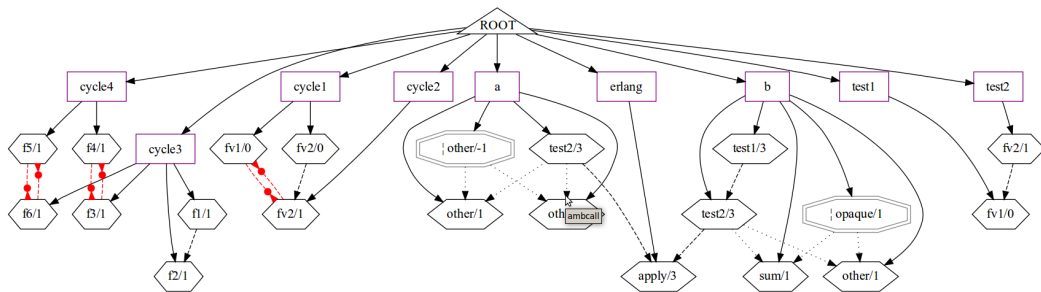 ROOT
cycle4
cycle1
cycle2
a
erlang
b
test1
test2
f5/1
f4/1
cycle3
fv1/0
fv2/0
¦ other/-1
test2/3
test1/3
fv2/1
f6/1
f3/1
f1/1
fv2/1
other/1
test2/3
¦ opaque/1
fv1/0
ambcall
f2/1
apply/3
sum/1
other/1